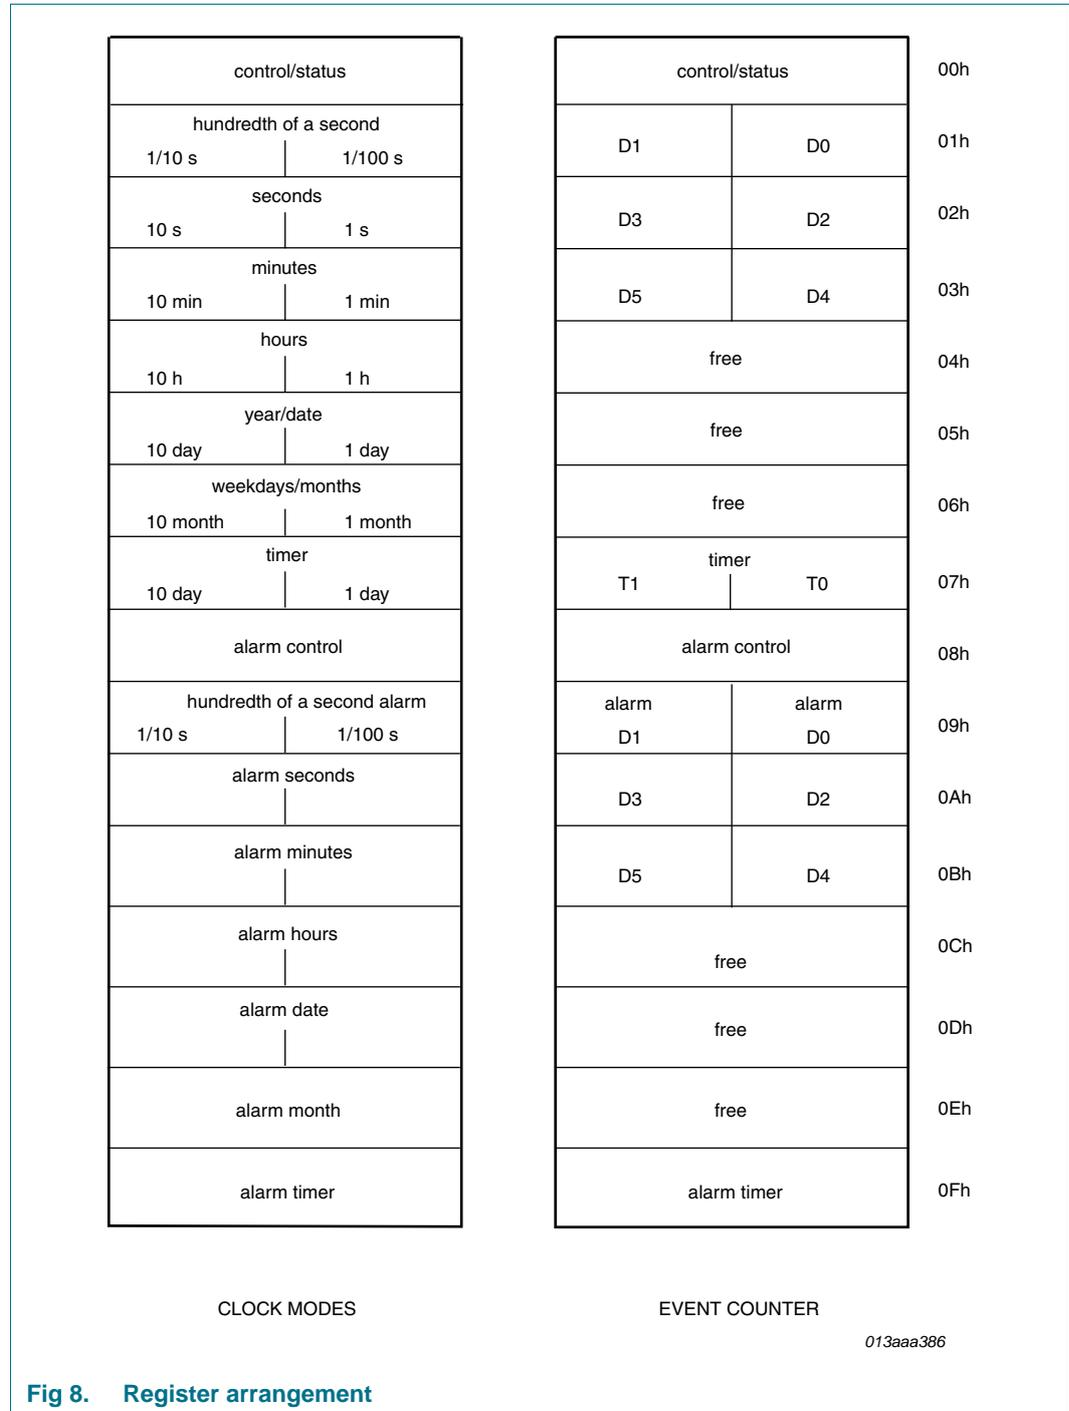 control/status control/status 00h
hundredth of a second
1/10 s 1/100 s D1 D0 01h
seconds
10 s 1 s D3 D2 02h
minutes
10 min 1 min D5 D4 03h
hours
10 h 1 h free 04h
year/date
10 day 1 day free 05h
weekdays/months
10 month 1 month free 06h
timer timer
10 day 1 day T1 T0 07h
alarm control alarm control 08h
hundredth of a second alarm alarm alarm
1/10 s 1/100 s D1 D0 09h
alarm seconds D3 D2 0Ah
alarm minutes D5 D4 0Bh
alarm hours free 0Ch
alarm date free 0Dh
alarm month free 0Eh
alarm timer alarm timer 0Fh
CLOCK MODES EVENT COUNTER
013aaa386
Fig 8. Register arrangement